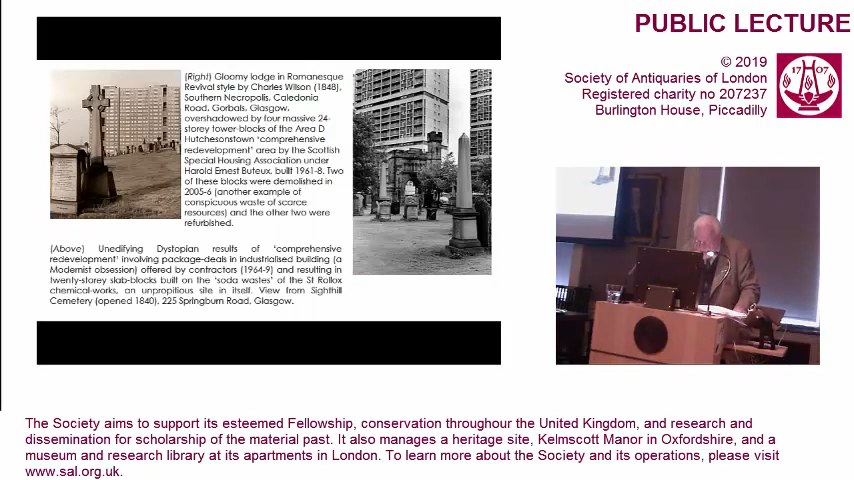 PUBLIC LECTURE
© 2019
Society of Antiquaries of London
Registered charity no 207237
Burlington House, Piccadilly
17 07
(Right) Gloomy lodge in Romanesque
Revival style by Charles Wilson (1848),
Southern Necropolis, Caledonia
Road, Gorbals, Glasgow,
overshadowed by four massive 24-
storey tower-blocks of the Area D
Hutchesonstown 'comprehensive
redevelopment' area by the Scottish
Special Housing Association under
Harold Ernest Buteux, built 1961-8. Two
of these blocks were demolished in
2005-6 (another example of
conspicuous waste of scarce
resources) and the other two were
refurbished.
(Above) Unedifying Dystopian results of 'comprehensive
redevelopment' involving package-deals in industrialised building (a
Modernist obsession) offered by contractors (1964-9) and resulting in
twenty-storey slab-blocks built on the 'soda wastes' of the St Rollox
chemical-works, an unpropitious site in itself. View from Sighthill
Cemetery (opened 1840), 225 Springburn Road, Glasgow.
The Society aims to support its esteemed Fellowship, conservation throughour the United Kingdom, and research and
dissemination for scholarship of the material past. It also manages a heritage site, Kelmscott Manor in Oxfordshire, and a
museum and research library at its apartments in London. To learn more about the Society and its operations, please visit
www.sal.org.uk.